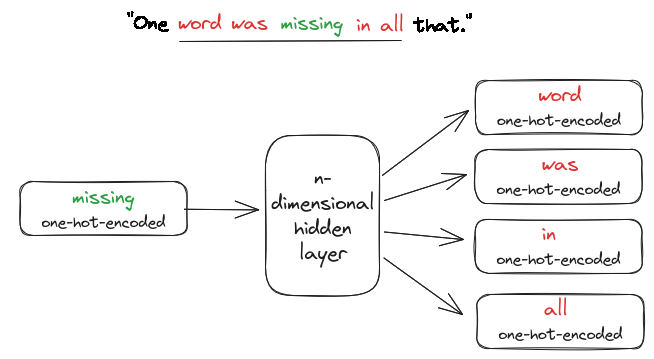 "One word was missing in all that."
word
one-hot-encoded
was
one-hot-encoded
missing
one-hot-encoded
n-
dimensional
hidden
layer
in
one-hot-encoded
all
one-hot-encoded